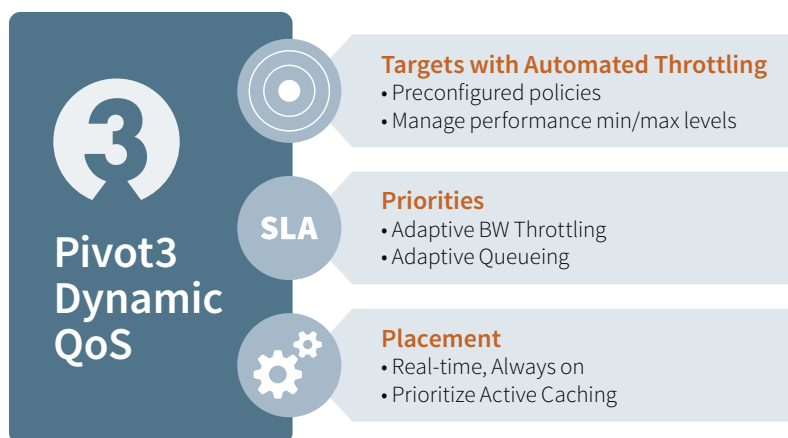 3
Pivot3
Dynamic
QoS
Targets with Automated Throttling
• Preconfigured policies
• Manage performance min/max levels
SLA
Priorities
• Adaptive BW Throttling
• Adaptive Queueing
Placement
• Real-time, Always on
• Prioritize Active Caching